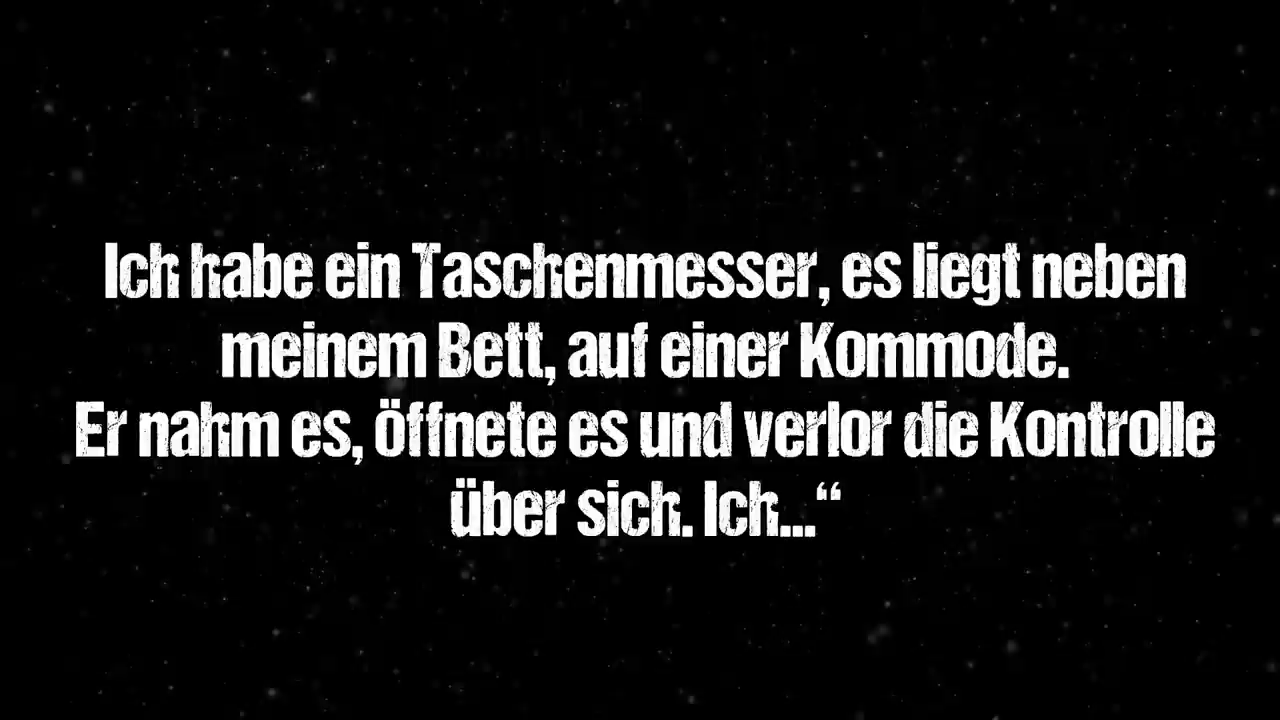 Ich habe ein Taschenmesser, es liegt neben
meinem Bett, auf einer Kommode.
Er nahm es, öffnete es und verlor die Kontrolle
über sich. Ich...“